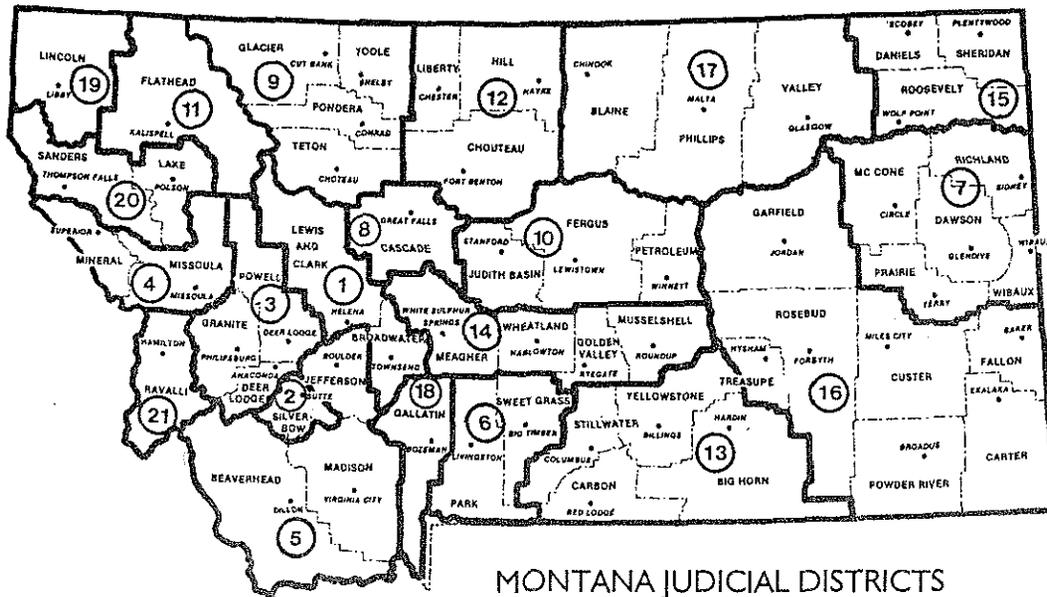 LINCOLN
LIBBY
19
FLATHEAD
11
KALISPELL
GLACIER
CUT BANK
9
TOOLE
SHELBY
PONDERA
CONRAD
TETON
CHOTEAU
LIBERTY
CHESTER
HILL
HAVRE
12
CHOUTEAU
FORT BENTON
CHINOOK
BLAINE
17
MALTA
PHILLIPS
VALLEY
GLASGOW
SCOBEY
DANIELS
PLENTYWOOD
SHERIDAN
ROOSEVELT
15
WOLF POINT
SANDERS
THOMPSON FALLS
20
LAKE
POLSON
SUPERIOR
MINERAL
4
MISSOULA
MISSOULA
POWELL
3
DEER LODGE
GRANITE
PHILIPSBURG
LEWIS AND
CLARK
1
HELENA
8
GREAT FALLS
CASCADE
STANFORD
10
JUDITH BASIN
FERGUS
LEWISTOWN
PETROLEUM
WINNETT
GARFIELD
JORDAN
MC CONE
CIRCLE
RICHLAND
7
SIDNEY
DAWSON
GLENDIVE
PRAIRIE
TERRY
WIBAUX
WIBAUX
HAMILTON
RAVALLI
21
ANACONDA
DEER
LODGE
2
BUTTE
SILVER
BOW
BOULDER
JEFFERSON
BROADWATER
TOWNSEND
WHITE SULPHUR
SPRINGS
14
MEAGHER
WHEATLAND
HARLOWTON
GOLDEN
VALLEY
RYEGATE
MUSSELSHELL
ROUNDUP
ROSEBUD
FORSYTH
16
HYSHAM
TREASURE
MILES CITY
CUSTER
BAKER
FALLON
EKALAKA
CARTER
BROADUS
POWDER RIVER
18
GALLATIN
BOZEMAN
6
LIVINGSTON
PARK
SWEET GRASS
BIG TIMBER
STILLWATER
COLUMBUS
YELLOWSTONE
BILLINGS
CARBON
RED LODGE
HARDIN
13
BIG HORN
BEAVERHEAD
DILLON
5
MADISON
VIRGINIA CITY
MONTANA JUDICIAL DISTRICTS